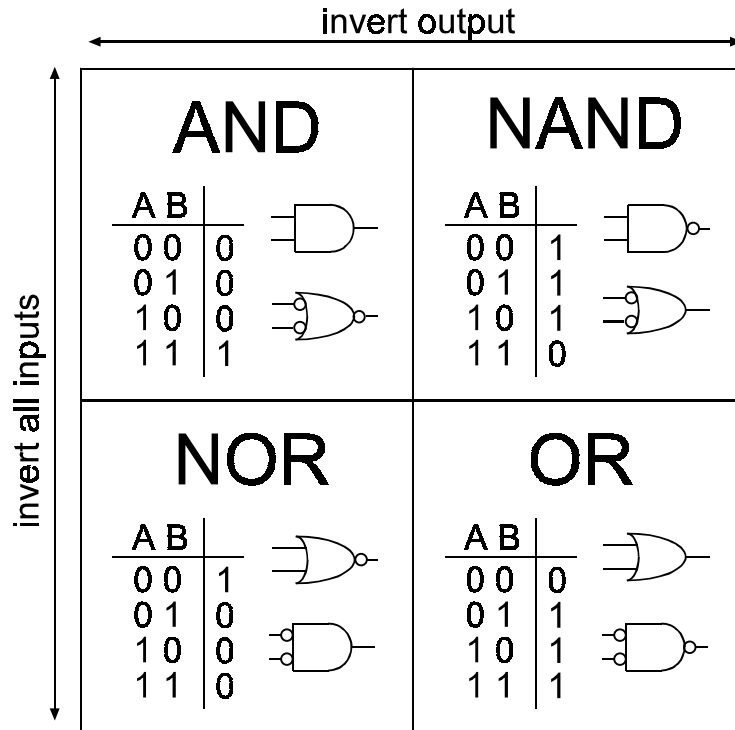 invert output
invert all inputs
AND
A B
0 0 0
0 1 0
1 0 0
1 1 1
NAND
A B
0 0 1
0 1 1
1 0 1
1 1 0
NOR
A B
0 0 1
0 1 0
1 0 0
1 1 0
OR
A B
0 0 0
0 1 1
1 0 1
1 1 1